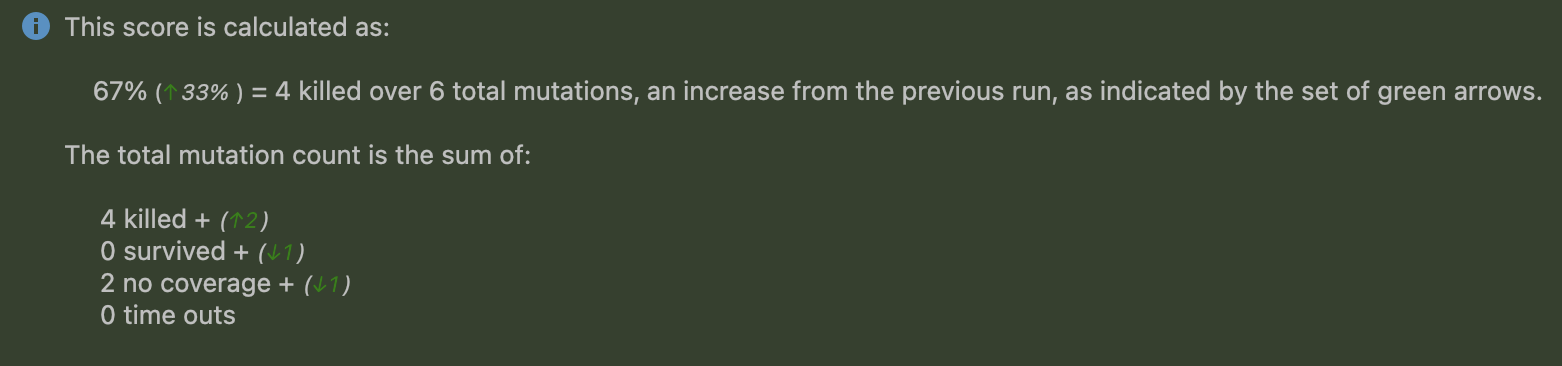 This score is calculated as:
67% (↑33% ) = 4 killed over 6 total mutations, an increase from the previous run, as indicated by the set of green arrows.
The total mutation count is the sum of:
4 killed + (↑2)
0 survived + (↓1)
2 no coverage + (↓1)
0 time outs